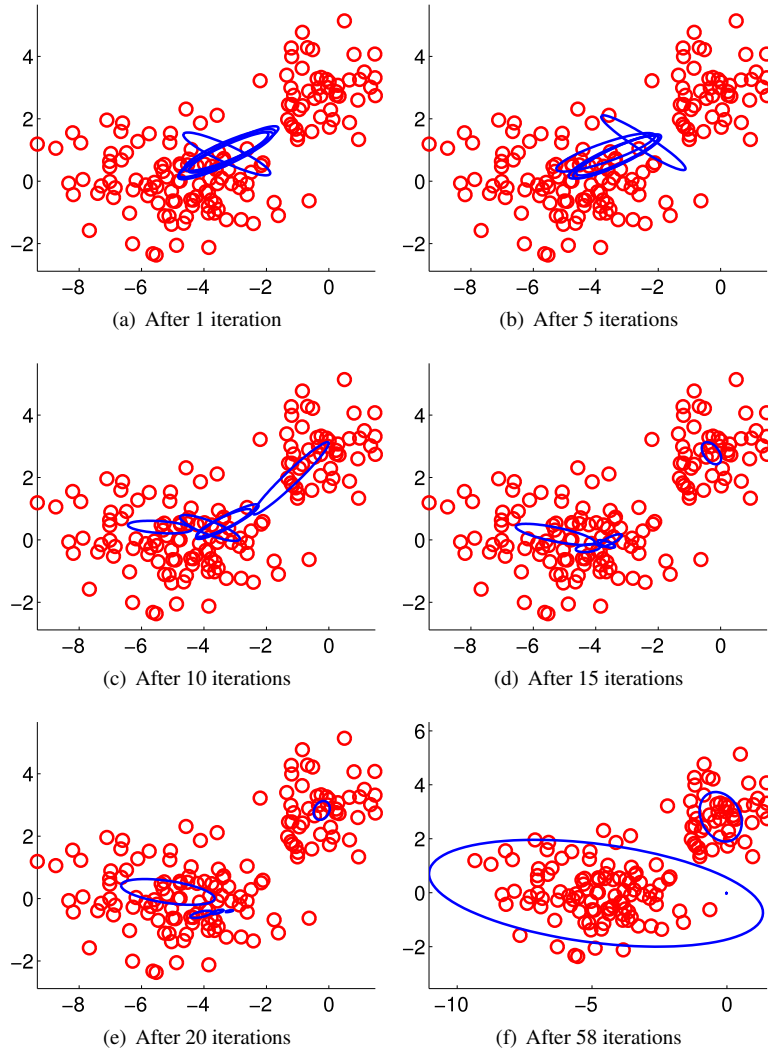 4
2
0
−2
−8 −6 −4 −2 0
(a) After 1 iteration
4
2
0
−2
−8 −6 −4 −2 0
(b) After 5 iterations
4
2
0
−2
−8 −6 −4 −2 0
(c) After 10 iterations
4
2
0
−2
−8 −6 −4 −2 0
(d) After 15 iterations
4
2
0
−2
−8 −6 −4 −2 0
(e) After 20 iterations
6
4
2
0
−2
−10 −5 0
(f) After 58 iterations